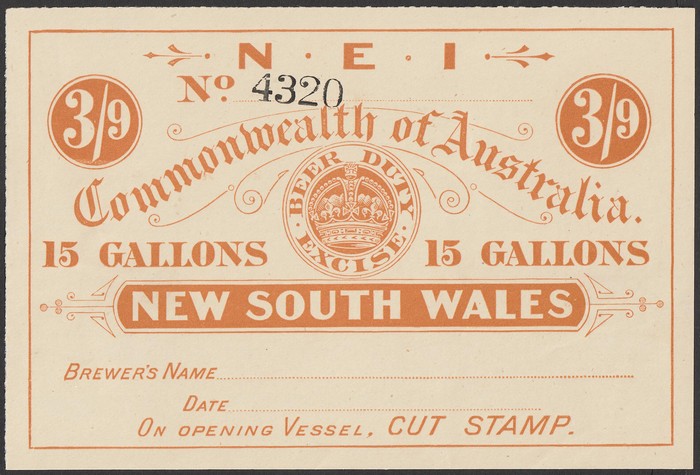 N · E · I
No. 4320
3/9
3/9
Commonwealth of Australia.
BEER DUTY
EXCISE
15 GALLONS
15 GALLONS
NEW SOUTH WALES
BREWER'S NAME
DATE
ON OPENING VESSEL, CUT STAMP.